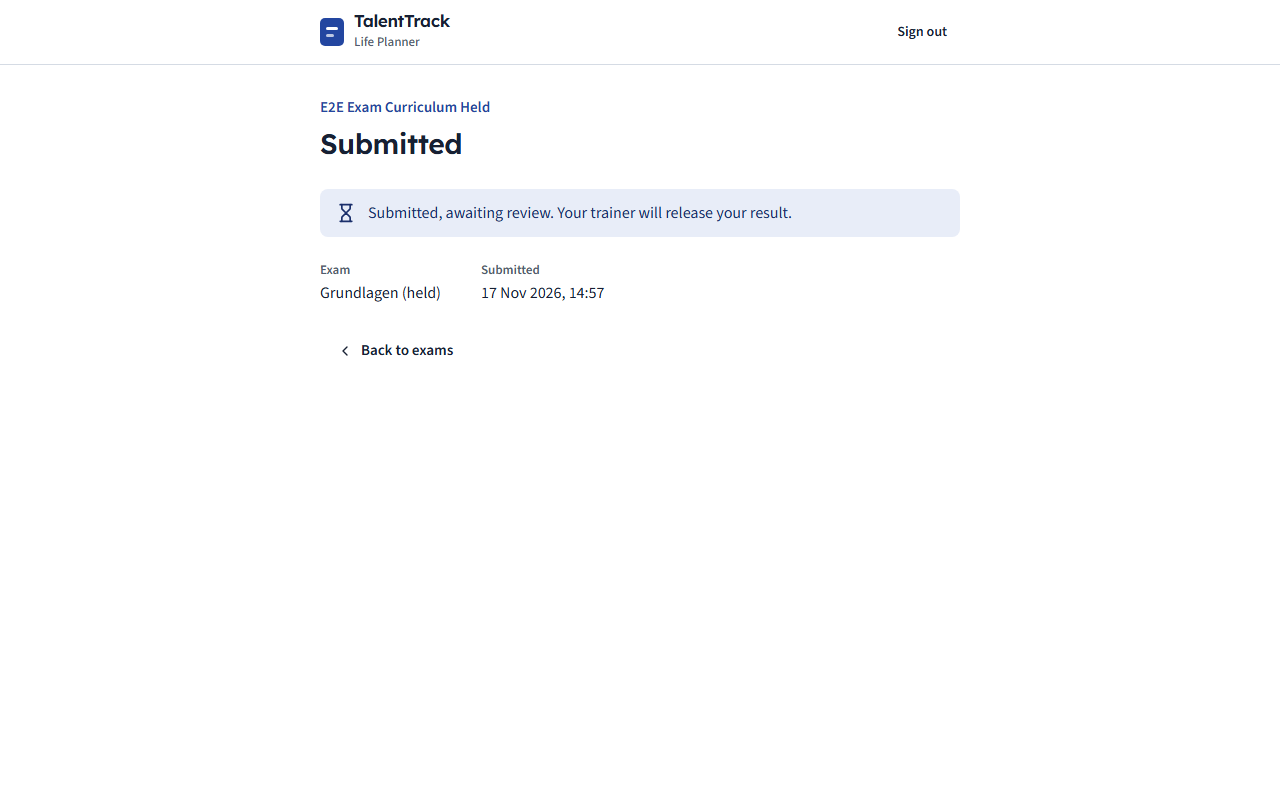 TalentTrack
Life Planner
Sign out
E2E Exam Curriculum Held
Submitted
Submitted, awaiting review. Your trainer will release your result.
Exam
Grundlagen (held)
Submitted
17 Nov 2026, 14:57
Back to exams